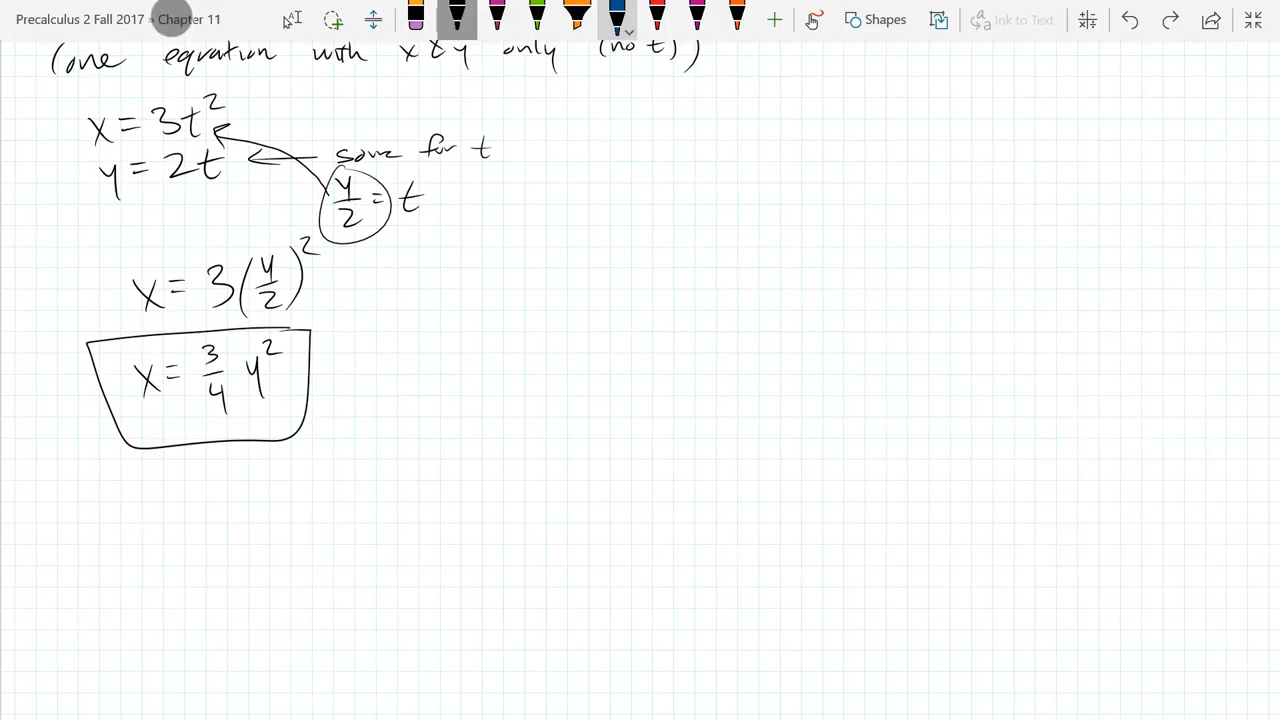 Precalculus 2 Fall 2017 » Chapter 11
Shapes
Ink to Text
(one equation with x & y only (no t))
x = 3t²
y = 2t ← solve for t
y/2 = t
x = 3(y/2)²
x = 3/4 y²